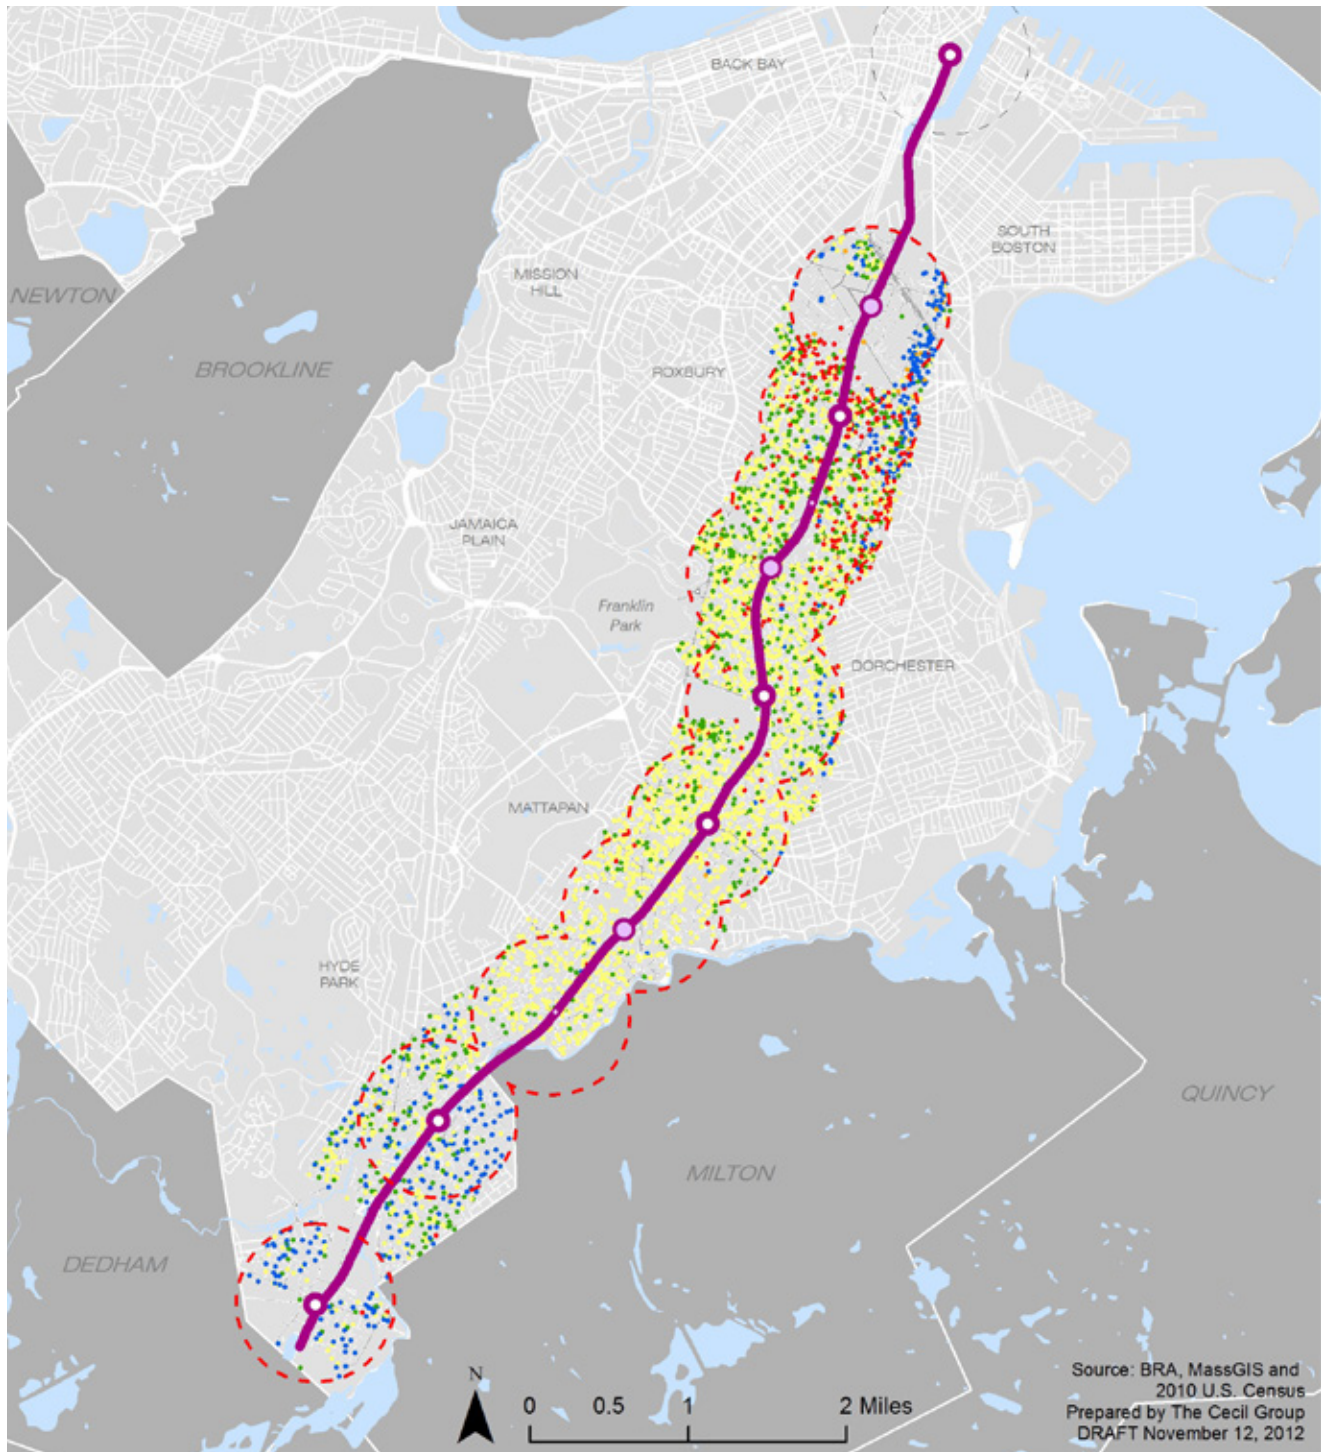 BACK BAY
SOUTH
BOSTON
MISSION
HILL
NEWTON
BROOKLINE
ROXBURY
JAMAICA
PLAIN
Franklin
Park
DORCHESTER
MATTAPAN
HYDE
PARK
QUINCY
MILTON
DEDHAM
N
0 0.5 1 2 Miles
Source: BRA, MassGIS and
2010 U.S. Census
Prepared by The Cecil Group
DRAFT November 12, 2012